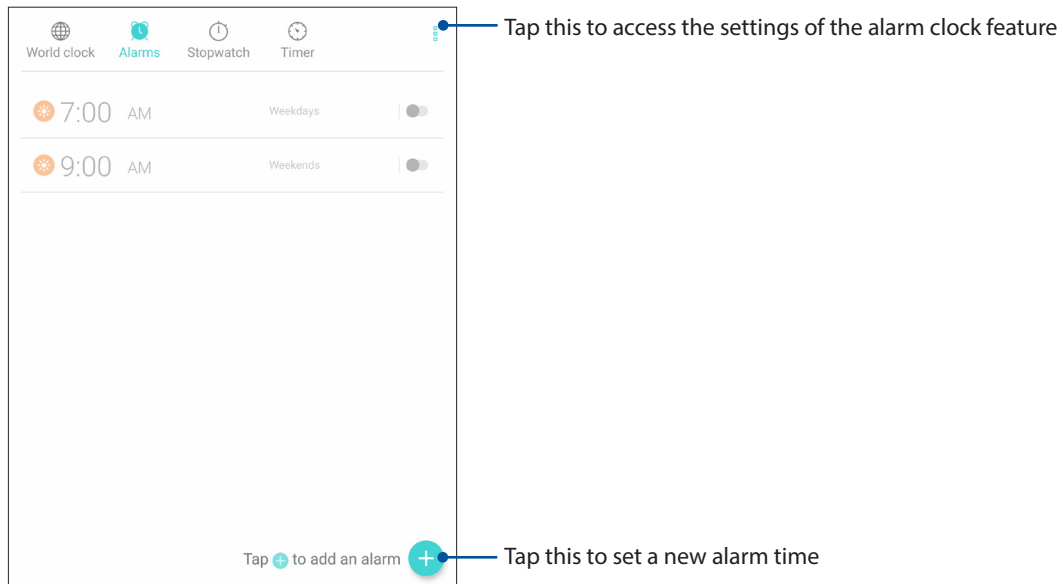 World clock Alarms Stopwatch Timer
Tap this to access the settings of the alarm clock feature
7:00 AM Weekdays
9:00 AM Weekends
Tap + to add an alarm +
Tap this to set a new alarm time